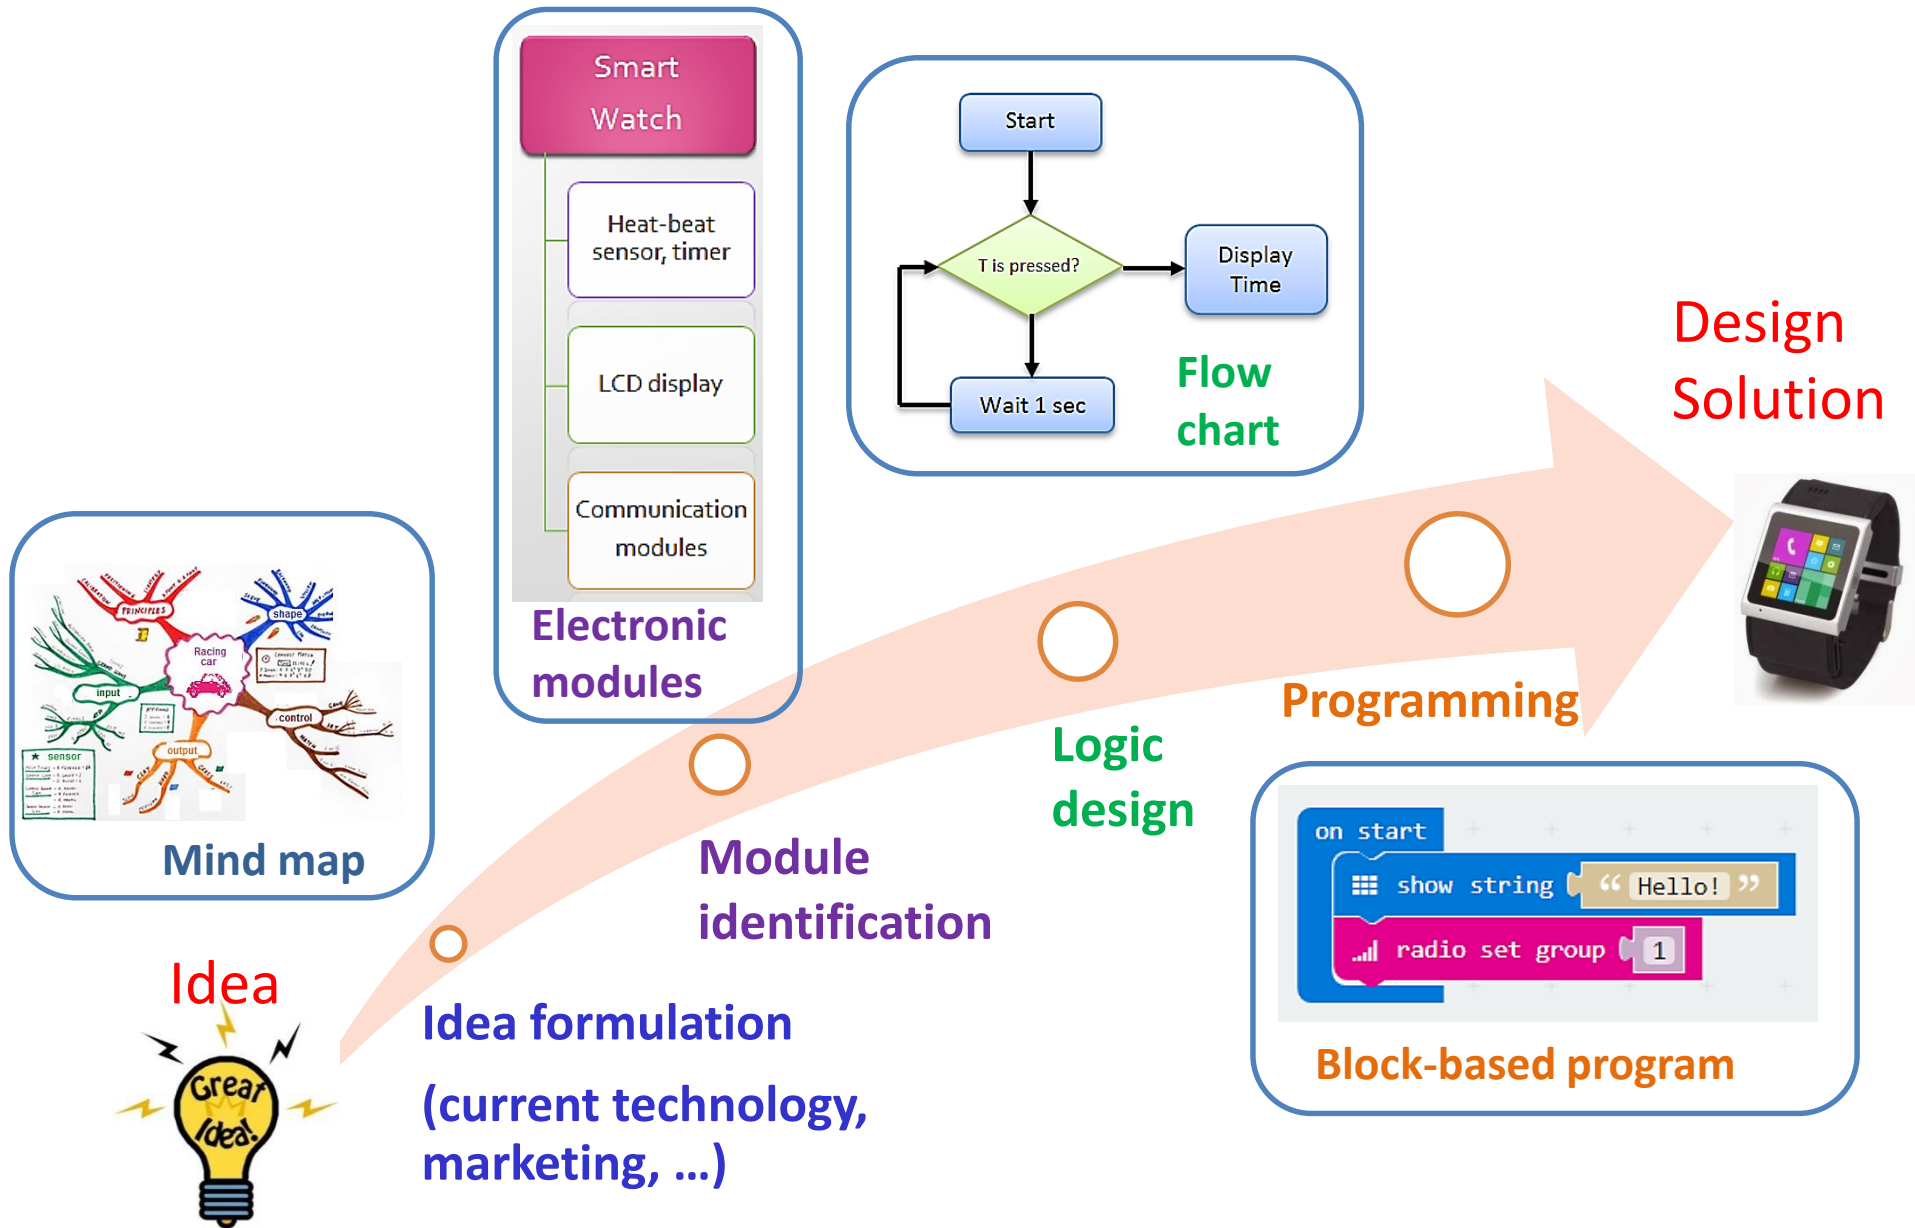 Smart
Watch
Heat-beat
sensor, timer
LCD display
Communication
modules
Electronic
modules
Start
T is pressed?
Display
Time
Wait 1 sec
Flow
chart
Design
Solution
PRINCIPLES
shape
Racing
car
input
control
output
★ sensor
Mind map
Idea
Great
Idea!
Idea formulation
(current technology,
marketing, ...)
Module
identification
Logic
design
Programming
on start
show string “ Hello! ”
radio set group 1
Block-based program